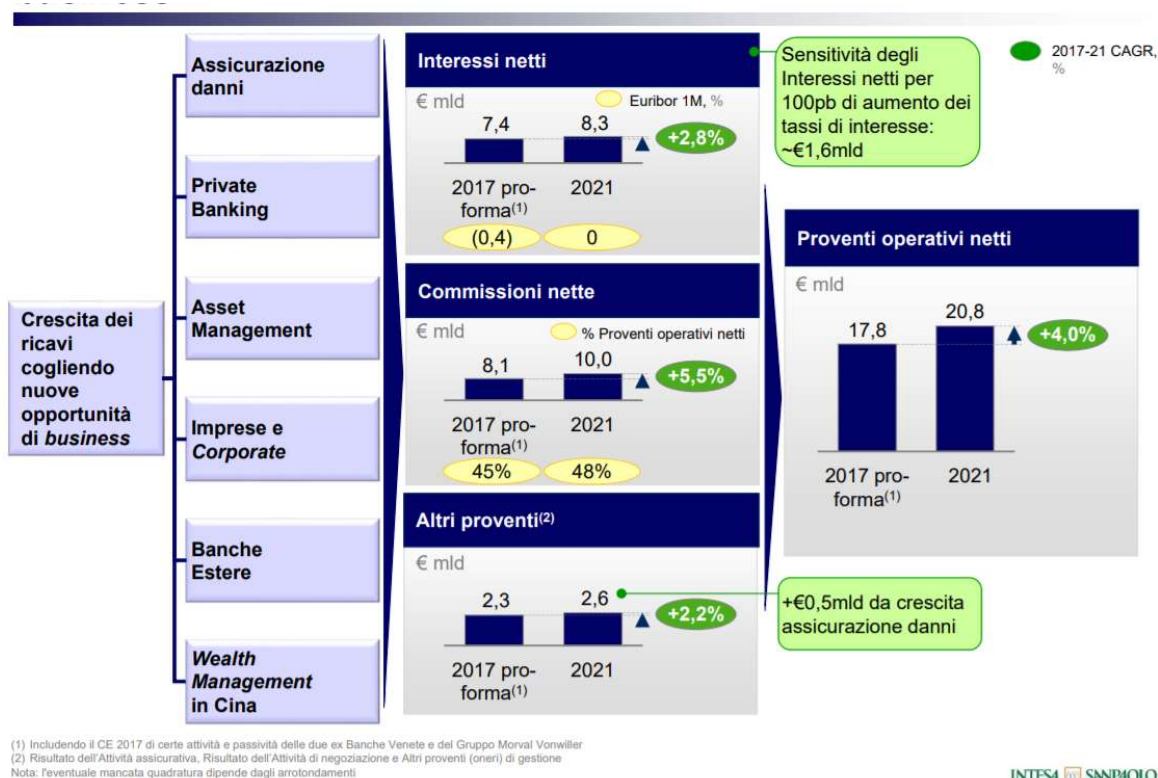 Assicurazione
danni
Private
Banking
Asset
Management
Crescita dei
ricavi
cogliendo
nuove
opportunità
di business
Imprese e
Corporate
Banche
Estere
Wealth
Management
in Cina
Interessi netti
€ mld
Euribor 1M, %
7,4
8,3
+2,8%
2017 pro-
forma(1)
2021
(0,4)
0
Commissioni nette
€ mld
% Proventi operativi netti
8,1
10,0
+5,5%
2017 pro-
forma(1)
2021
45%
48%
Altri proventi(2)
€ mld
2,3
2,6
+2,2%
2017 pro-
forma(1)
2021
Sensitività degli
Interessi netti per
100pb di aumento dei
tassi di interesse:
~€1,6mld
2017-21 CAGR,
%
Proventi operativi netti
€ mld
17,8
20,8
+4,0%
2017 pro-
forma(1)
2021
+€0,5mld da crescita
assicurazione danni
(1) Includendo il CE 2017 di certe attività e passività delle due ex Banche Venete e del Gruppo Morval Vonwiller
(2) Risultato dell'Attività assicurativa, Risultato dell'Attività di negoziazione e Altri proventi (oneri) di gestione
Nota: l'eventuale mancata quadratura dipende dagli arrotondamenti
INTESA SANPAOLO